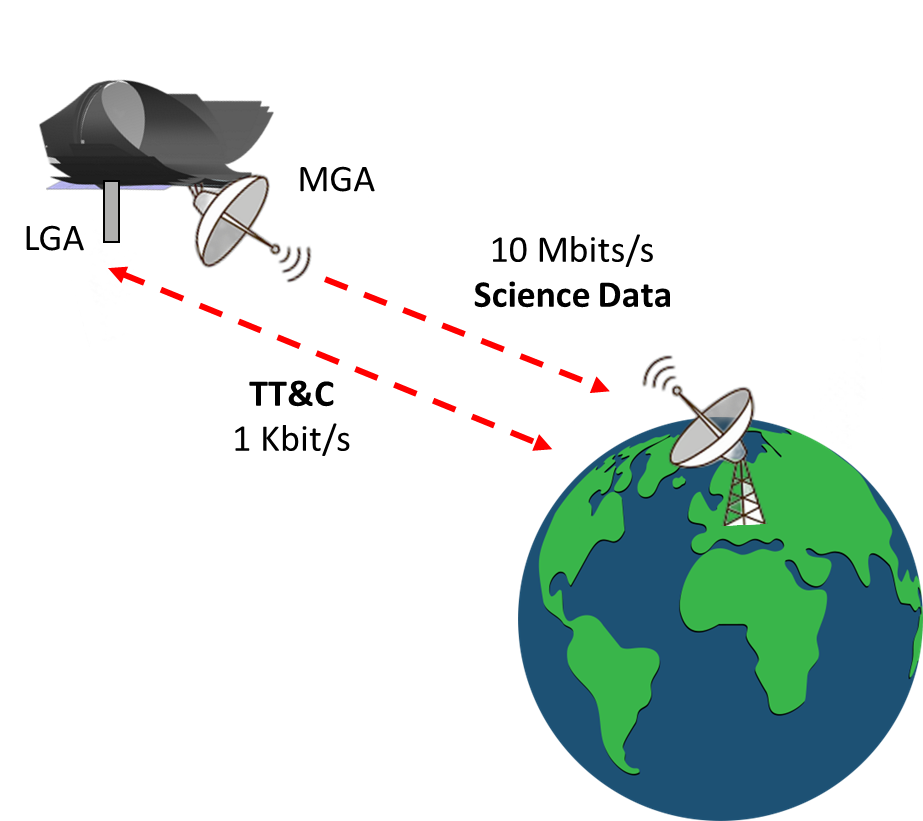 MGA
LGA
10 Mbits/s
Science Data
TT&C
1 Kbit/s